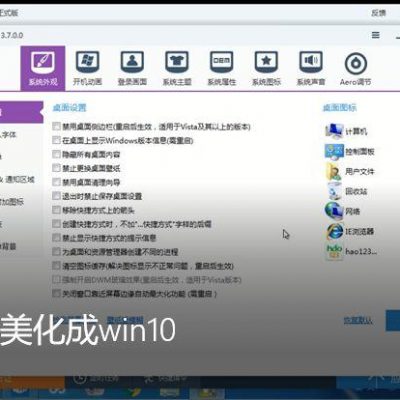 正式版 反馈
3.7.0.0
系统外观 开机动画 登录画面 系统主题 系统属性 系统图标 系统声音 Aero调节
桌面设置
桌面图标
禁用桌面侧边栏(重启后生效，适用于Vista及其以上的版本)
在桌面上显示Windows版本信息(需重启)
隐藏所有桌面内容
禁止更换桌面壁纸
禁用桌面清理向导
退出时禁止保存桌面设置
移除快捷方式上的箭头
创建快捷方式时，不加"...快捷方式"字样的后缀
禁止显示快捷方式的提示信息
为桌面和资源管理器创建不同的进程
清空图标缓存(解决图标显示不正常问题，重启后生效)
强制开启DWM玻璃效果(重启后生效，适用于Vista)
关闭窗口靠近屏幕边缘自动最大化功能 (需重启)
计算机
控制面板
用户文件
回收站
网络
IE浏览器
hao123...
人字体
通知区域
附加图标
背景
美化成win10
恢复默认